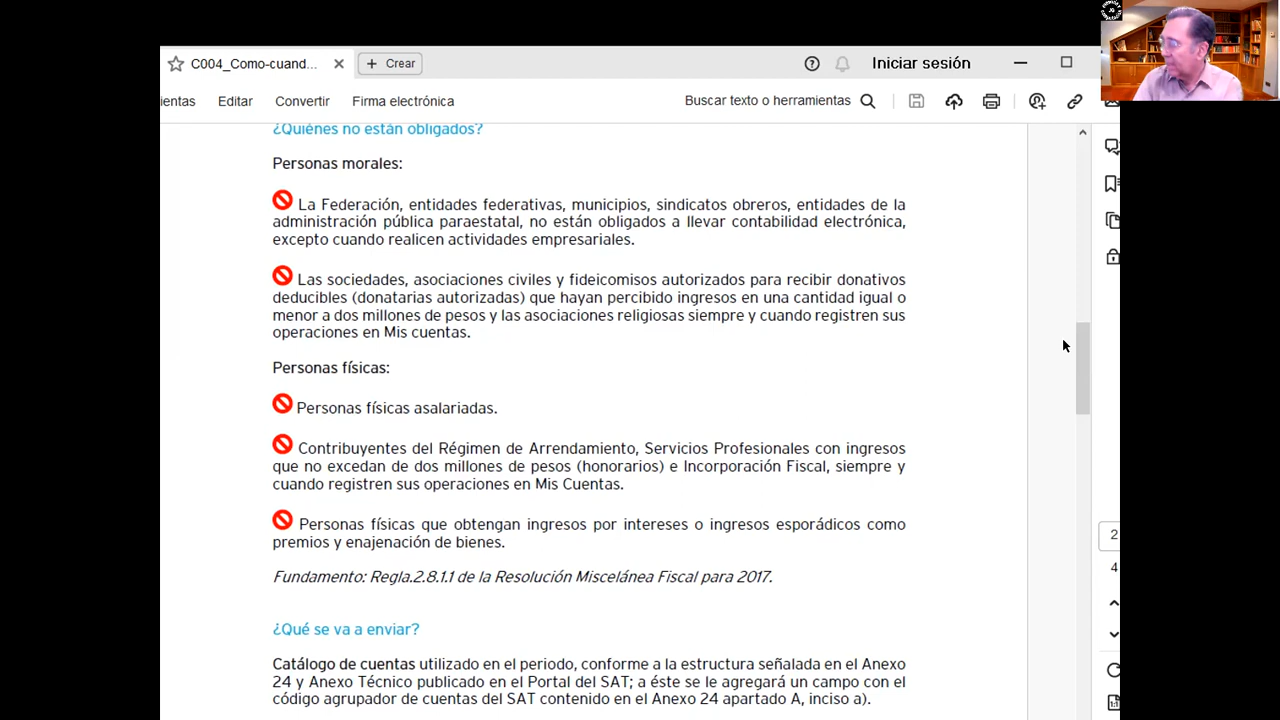 C004_Como-cuand...
Crear
Iniciar sesión
ientas
Editar
Convertir
Firma electrónica
Buscar texto o herramientas
¿Quiénes no están obligados?
Personas morales:
La Federación, entidades federativas, municipios, sindicatos obreros, entidades de la
administración pública paraestatal, no están obligados a llevar contabilidad electrónica,
excepto cuando realicen actividades empresariales.
Las sociedades, asociaciones civiles y fideicomisos autorizados para recibir donativos
deducibles (donatarias autorizadas) que hayan percibido ingresos en una cantidad igual o
menor a dos millones de pesos y las asociaciones religiosas siempre y cuando registren sus
operaciones en Mis cuentas.
Personas físicas:
Personas físicas asalariadas.
Contribuyentes del Régimen de Arrendamiento, Servicios Profesionales con ingresos
que no excedan de dos millones de pesos (honorarios) e Incorporación Fiscal, siempre y
cuando registren sus operaciones en Mis Cuentas.
Personas físicas que obtengan ingresos por intereses o ingresos esporádicos como
premios y enajenación de bienes.
Fundamento: Regla.2.8.1.1 de la Resolución Miscelánea Fiscal para 2017.
¿Qué se va a enviar?
Catálogo de cuentas utilizado en el periodo, conforme a la estructura señalada en el Anexo
24 y Anexo Técnico publicado en el Portal del SAT; a éste se le agregará un campo con el
código agrupador de cuentas del SAT contenido en el Anexo 24 apartado A, inciso a).
2
4